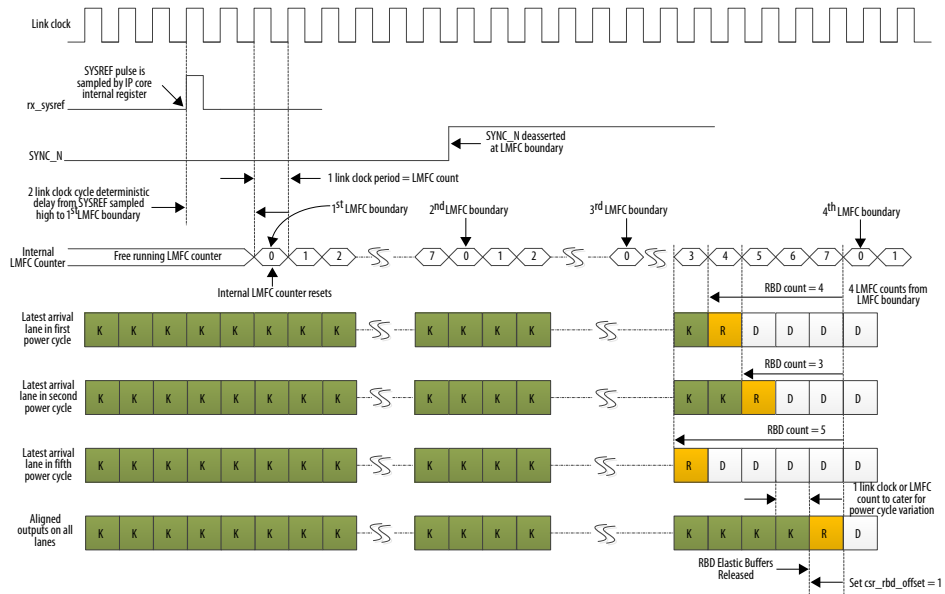 Link clock
SYSREF pulse is
sampled by IP core
internal register
rx_sysref
SYNC_N deasserted
at LMFC boundary
SYNC_N
1 link clock period = LMFC count
2 link clock cycle deterministic
delay from SYSREF sampled
high to 1st LMFC boundary
1st LMFC boundary
2nd LMFC boundary
3rd LMFC boundary
4th LMFC boundary
Internal
LMFC Counter
Free running LMFC counter
0 1 2 7 0 1 2 0 3 4 5 6 7 0 1
Internal LMFC counter resets
RBD count = 4
4 LMFC counts from
LMFC boundary
Latest arrival
lane in first
power cycle
K K K K K K K K K K K K K R D D D D
RBD count = 3
Latest arrival
lane in second
power cycle
K K K K K K K K K K K K K K R D D D
RBD count = 5
Latest arrival
lane in fifth
power cycle
K K K K K K K K K K K K R D D D D D
1 link clock or LMFC
count to cater for
power cycle variation
Aligned
outputs on all
lanes
K K K K K K K K K K K K K K K K R D
RBD Elastic Buffers
Released
Set csr_rbd_offset = 1